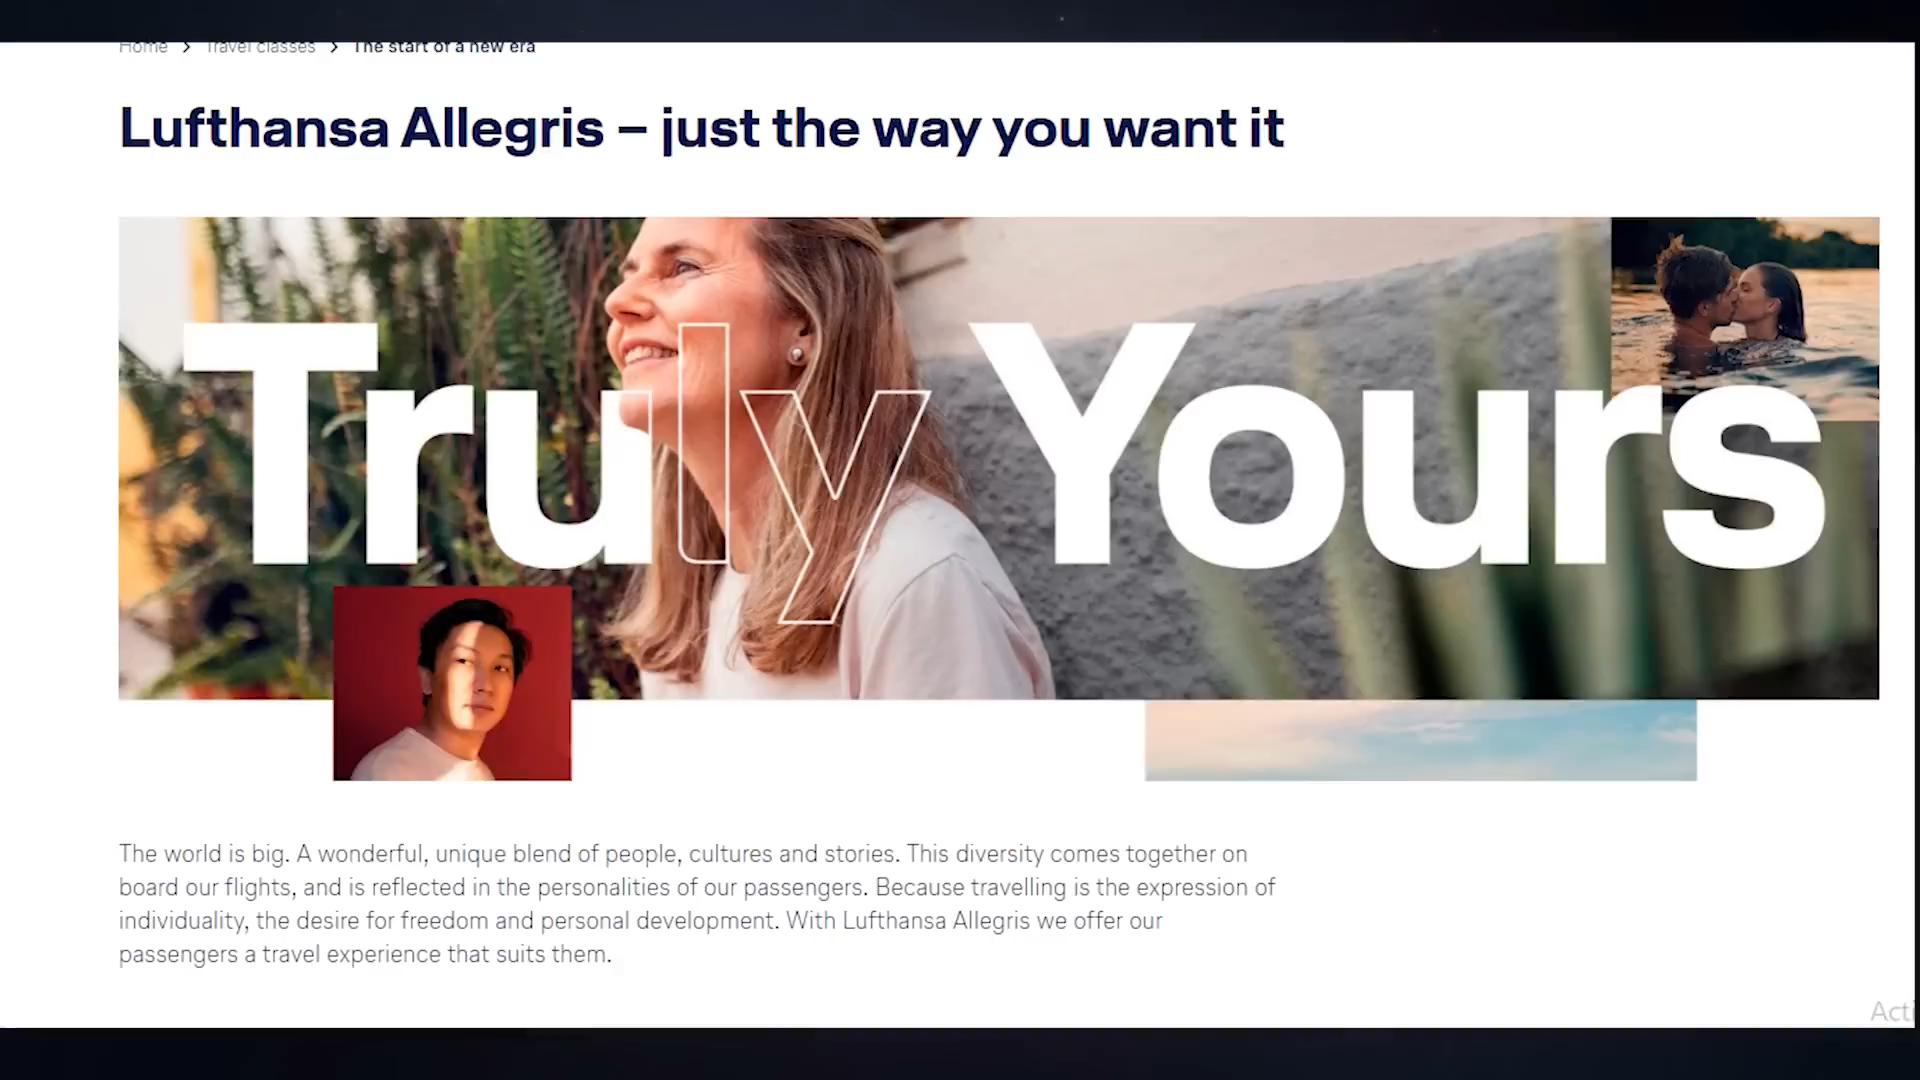 Home > Travel classes > The start of a new era
Lufthansa Allegris – just the way you want it
Truly Yours
The world is big. A wonderful, unique blend of people, cultures and stories. This diversity comes together on
board our flights, and is reflected in the personalities of our passengers. Because travelling is the expression of
individuality, the desire for freedom and personal development. With Lufthansa Allegris we offer our
passengers a travel experience that suits them.
Acti